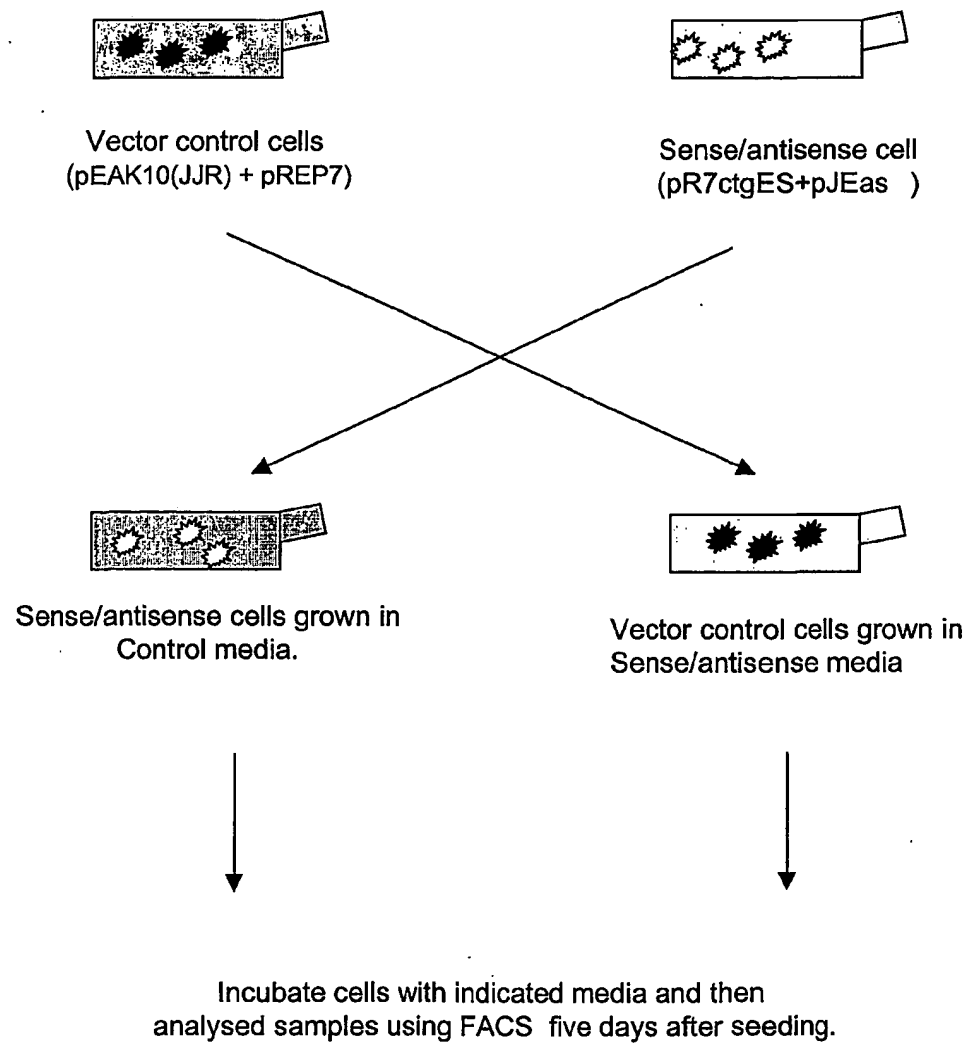 Vector control cells
(pEAK10(JJR) + pREP7)
Sense/antisense cell
(pR7ctgES+pJEas )
Sense/antisense cells grown in
Control media.
Vector control cells grown in
Sense/antisense media
Incubate cells with indicated media and then
analysed samples using FACS five days after seeding.